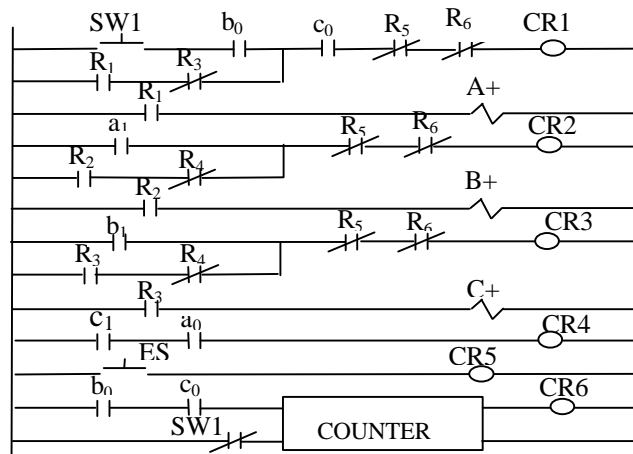 SW1 b0 c0 R5 R6 CR1
R1 R3
R1 A+
a1 R5 R6 CR2
R2 R4
R2 B+
b1 R5 R6 CR3
R3 R4
R3 C+
c1 a0 CR4
ES CR5
b0 c0 CR6
SW1 COUNTER